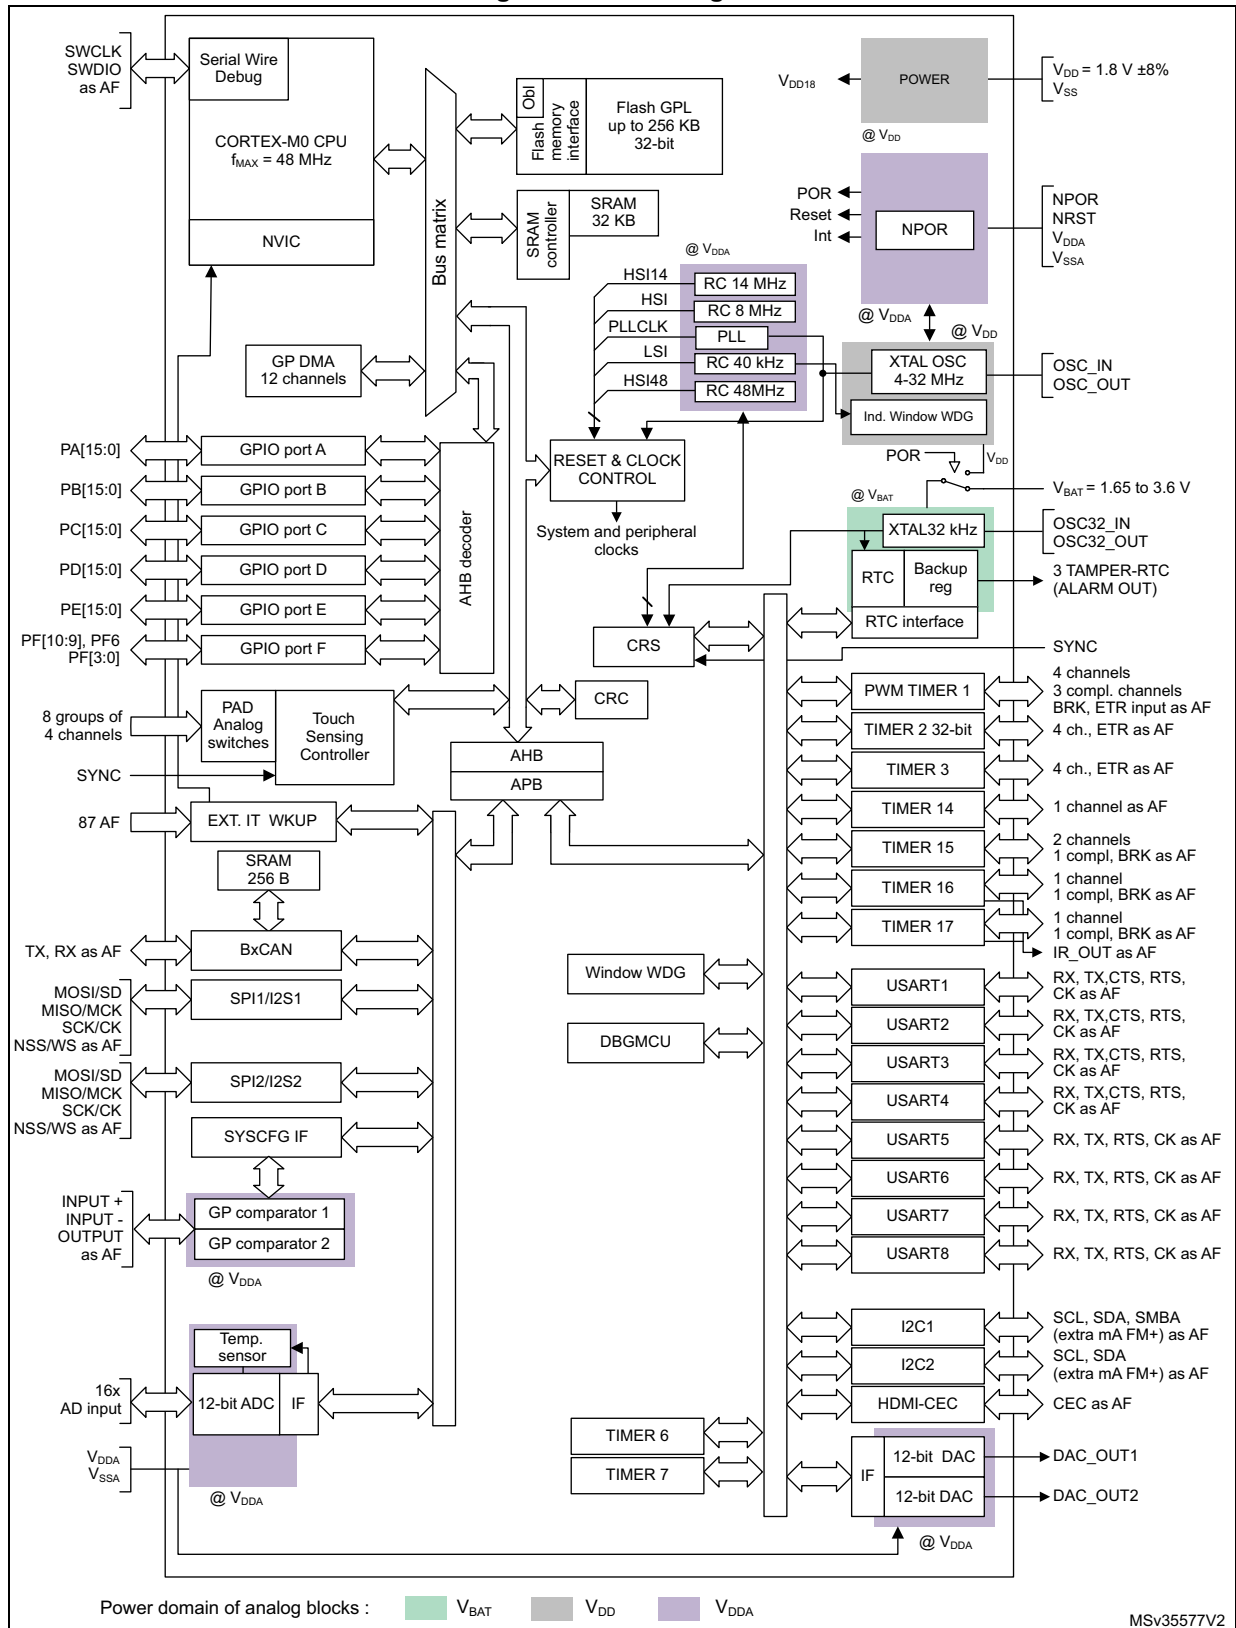 SWCLK
SWDIO
as AF
Serial Wire
Debug
CORTEX-M0 CPU
fMAX = 48 MHz
NVIC
Bus matrix
Obl
Flash
memory
interface
Flash GPL
up to 256 KB
32-bit
SRAM
controller
SRAM
32 KB
VDD18
POWER
VDD = 1.8 V ±8%
VSS
@ VDD
POR
Reset
Int
NPOR
NPOR
NRST
VDDA
VSSA
@ VDDA
@ VDDA
@ VDD
HSI14
HSI
PLLCLK
LSI
HSI48
RC 14 MHz
RC 8 MHz
PLL
RC 40 kHz
RC 48MHz
XTAL OSC
4-32 MHz
OSC_IN
OSC_OUT
Ind. Window WDG
GP DMA
12 channels
PA[15:0]
GPIO port A
PB[15:0]
GPIO port B
PC[15:0]
GPIO port C
PD[15:0]
GPIO port D
PE[15:0]
GPIO port E
PF[10:9], PF6
PF[3:0]
GPIO port F
AHB decoder
RESET & CLOCK
CONTROL
System and peripheral
clocks
POR
VDD
VBAT = 1.65 to 3.6 V
@ VBAT
XTAL32 kHz
OSC32_IN
OSC32_OUT
RTC
Backup
reg
3 TAMPER-RTC
(ALARM OUT)
RTC interface
CRS
SYNC
8 groups of
4 channels
PAD
Analog
switches
Touch
Sensing
Controller
SYNC
CRC
AHB
APB
87 AF
EXT. IT WKUP
SRAM
256 B
TX, RX as AF
BxCAN
MOSI/SD
MISO/MCK
SCK/CK
NSS/WS as AF
SPI1/I2S1
MOSI/SD
MISO/MCK
SCK/CK
NSS/WS as AF
SPI2/I2S2
SYSCFG IF
INPUT +
INPUT -
OUTPUT
as AF
GP comparator 1
GP comparator 2
@ VDDA
Temp.
sensor
16x
AD input
12-bit ADC
IF
VDDA
VSSA
@ VDDA
Window WDG
DBGMCU
TIMER 6
TIMER 7
PWM TIMER 1
4 channels
3 compl. channels
BRK, ETR input as AF
TIMER 2 32-bit
4 ch., ETR as AF
TIMER 3
4 ch., ETR as AF
TIMER 14
1 channel as AF
TIMER 15
2 channels
1 compl, BRK as AF
TIMER 16
1 channel
1 compl, BRK as AF
TIMER 17
1 channel
1 compl, BRK as AF
IR_OUT as AF
USART1
RX, TX,CTS, RTS,
CK as AF
USART2
RX, TX,CTS, RTS,
CK as AF
USART3
RX, TX,CTS, RTS,
CK as AF
USART4
RX, TX,CTS, RTS,
CK as AF
USART5
RX, TX, RTS, CK as AF
USART6
RX, TX, RTS, CK as AF
USART7
RX, TX, RTS, CK as AF
USART8
RX, TX, RTS, CK as AF
I2C1
SCL, SDA, SMBA
(extra mA FM+) as AF
I2C2
SCL, SDA
(extra mA FM+) as AF
HDMI-CEC
CEC as AF
IF
12-bit DAC
DAC_OUT1
12-bit DAC
DAC_OUT2
@ VDDA
Power domain of analog blocks :
VBAT
VDD
VDDA
MSv35577V2